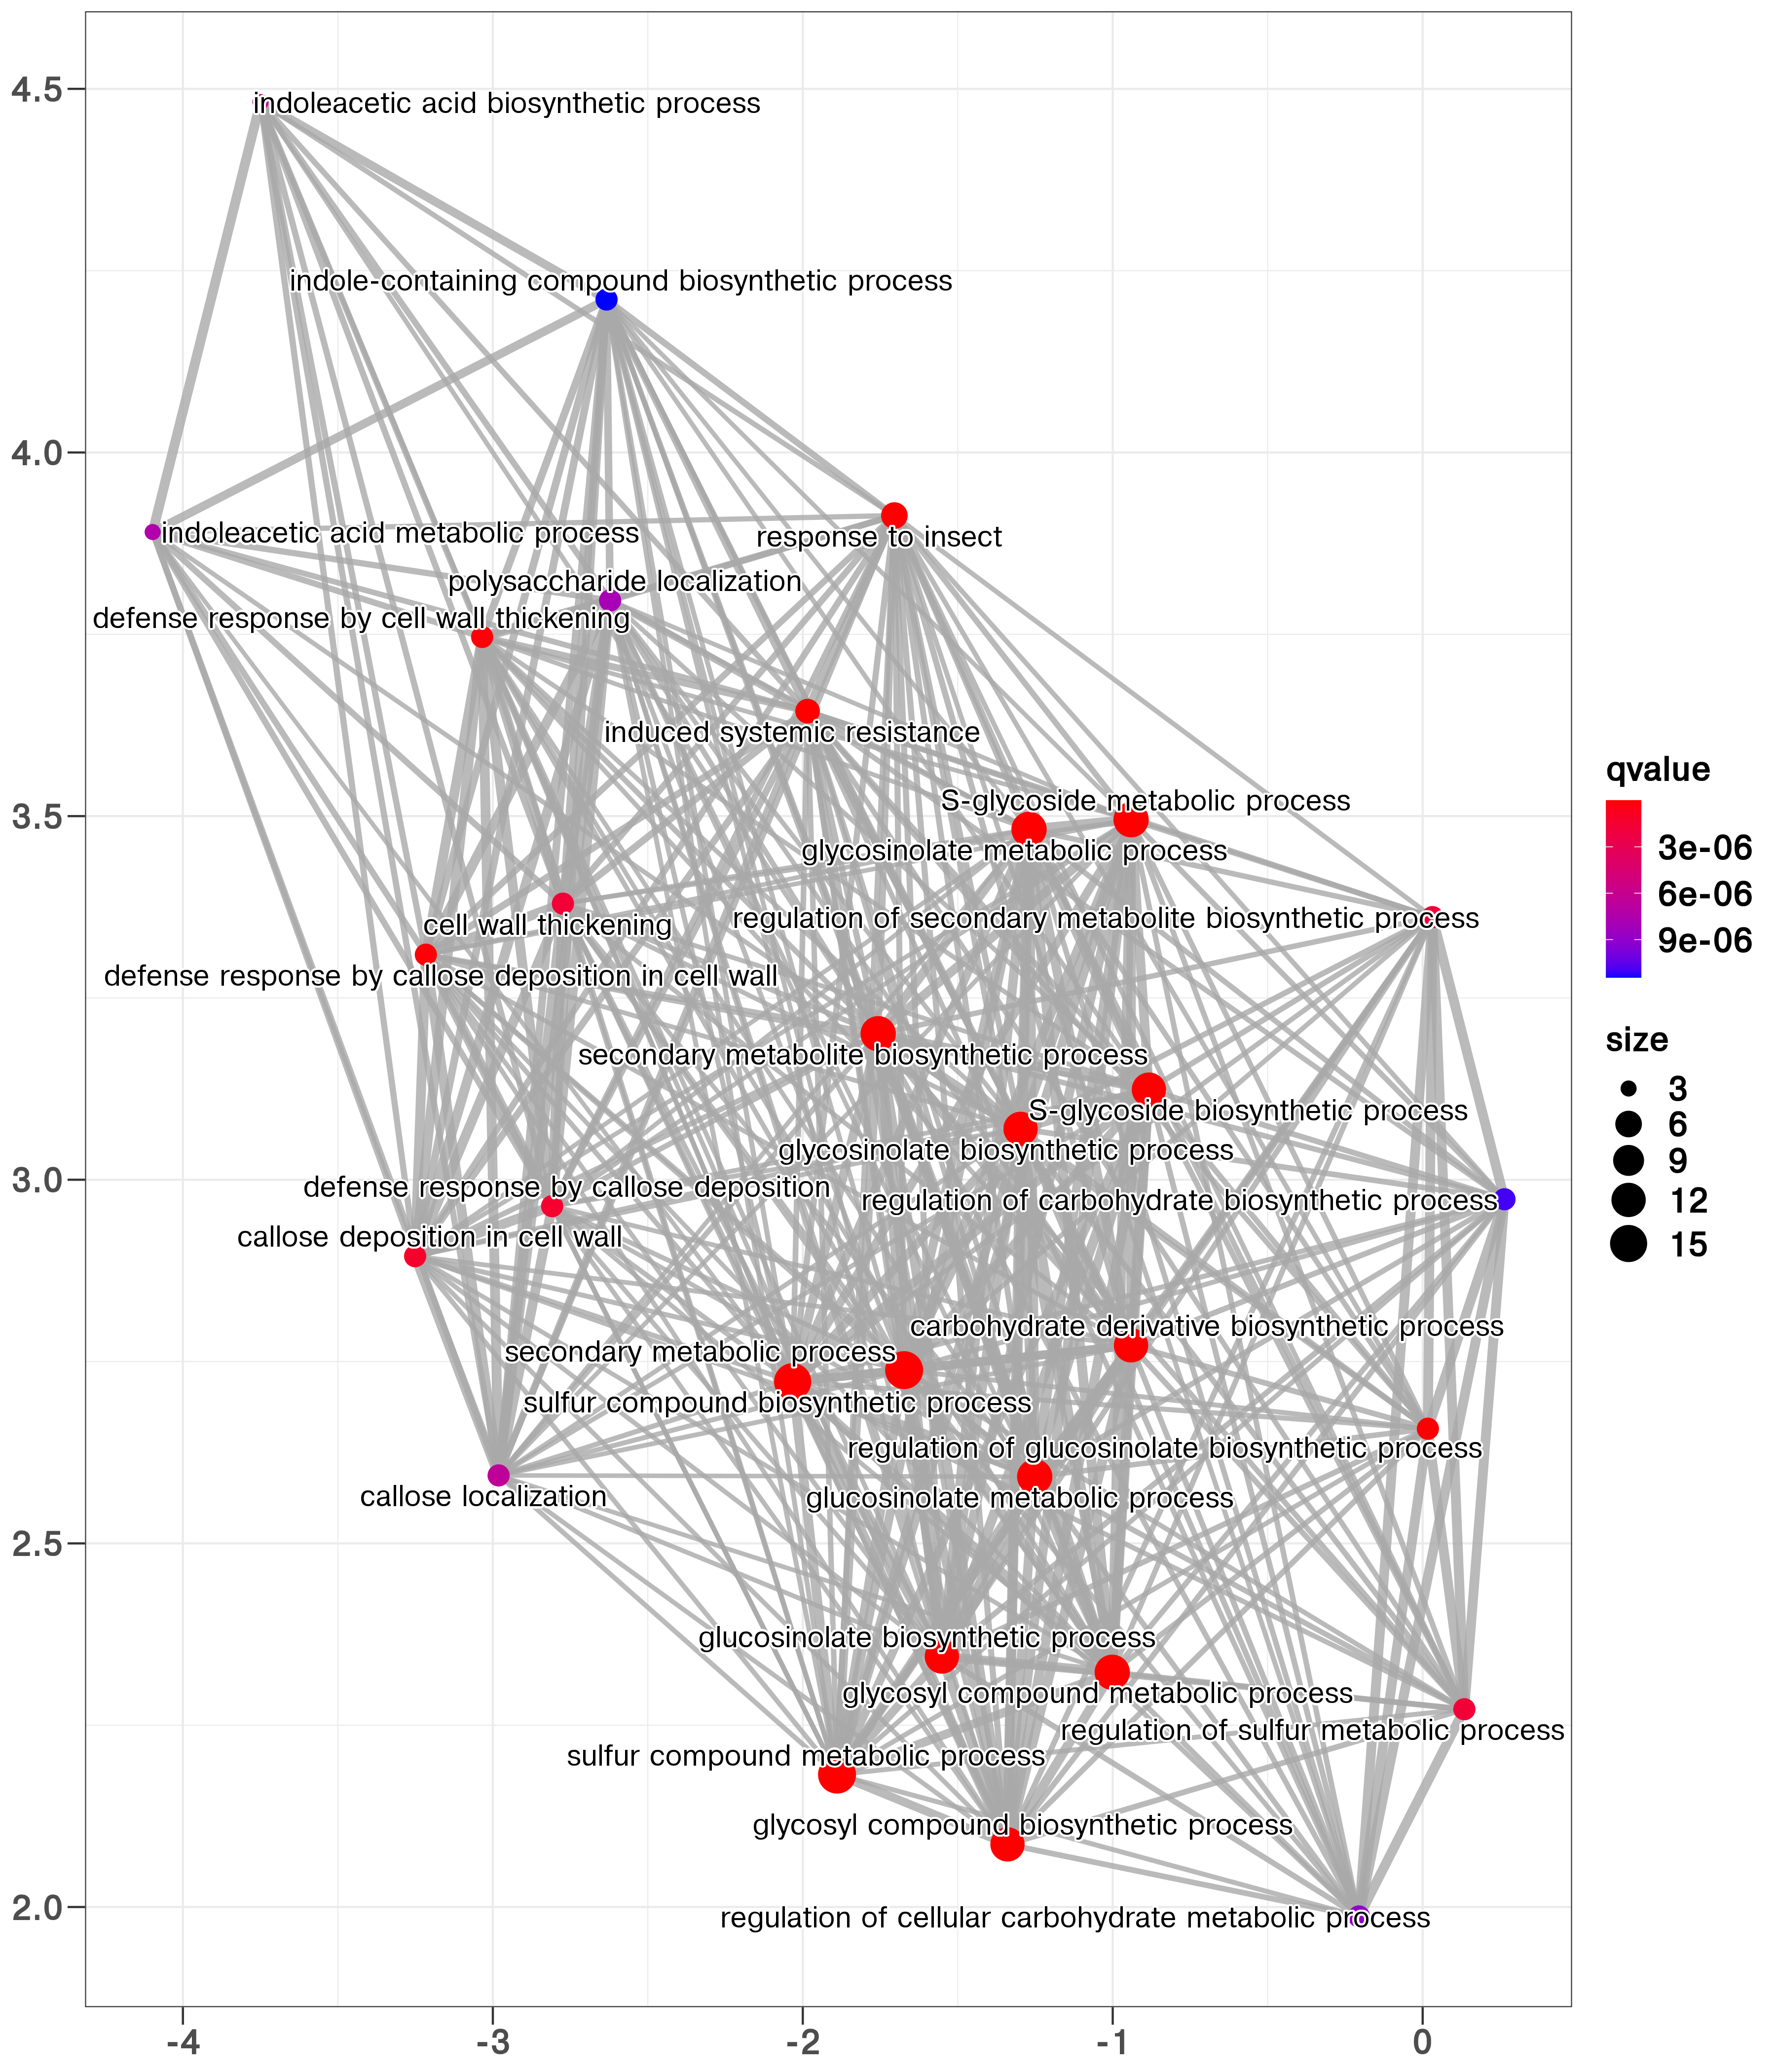 4.5
indoleacetic acid biosynthetic process
indole-containing compound biosynthetic process
4.0
indoleacetic acid metabolic process
response to insect
polysaccharide localization
defense response by cell wall thickening
induced systemic resistance
3.5
S-glycoside metabolic process
glycosinolate metabolic process
regulation of secondary metabolite biosynthetic process
cell wall thickening
defense response by callose deposition in cell wall
secondary metabolite biosynthetic process
S-glycoside biosynthetic process
glycosinolate biosynthetic process
3.0
defense response by callose deposition
regulation of carbohydrate biosynthetic process
callose deposition in cell wall
carbohydrate derivative biosynthetic process
secondary metabolic process
sulfur compound biosynthetic process
regulation of glucosinolate biosynthetic process
callose localization
glucosinolate metabolic process
2.5
glucosinolate biosynthetic process
glycosyl compound metabolic process
regulation of sulfur metabolic process
sulfur compound metabolic process
glycosyl compound biosynthetic process
2.0
regulation of cellular carbohydrate metabolic process
-4
-3
-2
-1
0
qvalue
3e-06
6e-06
9e-06
size
3
6
9
12
15